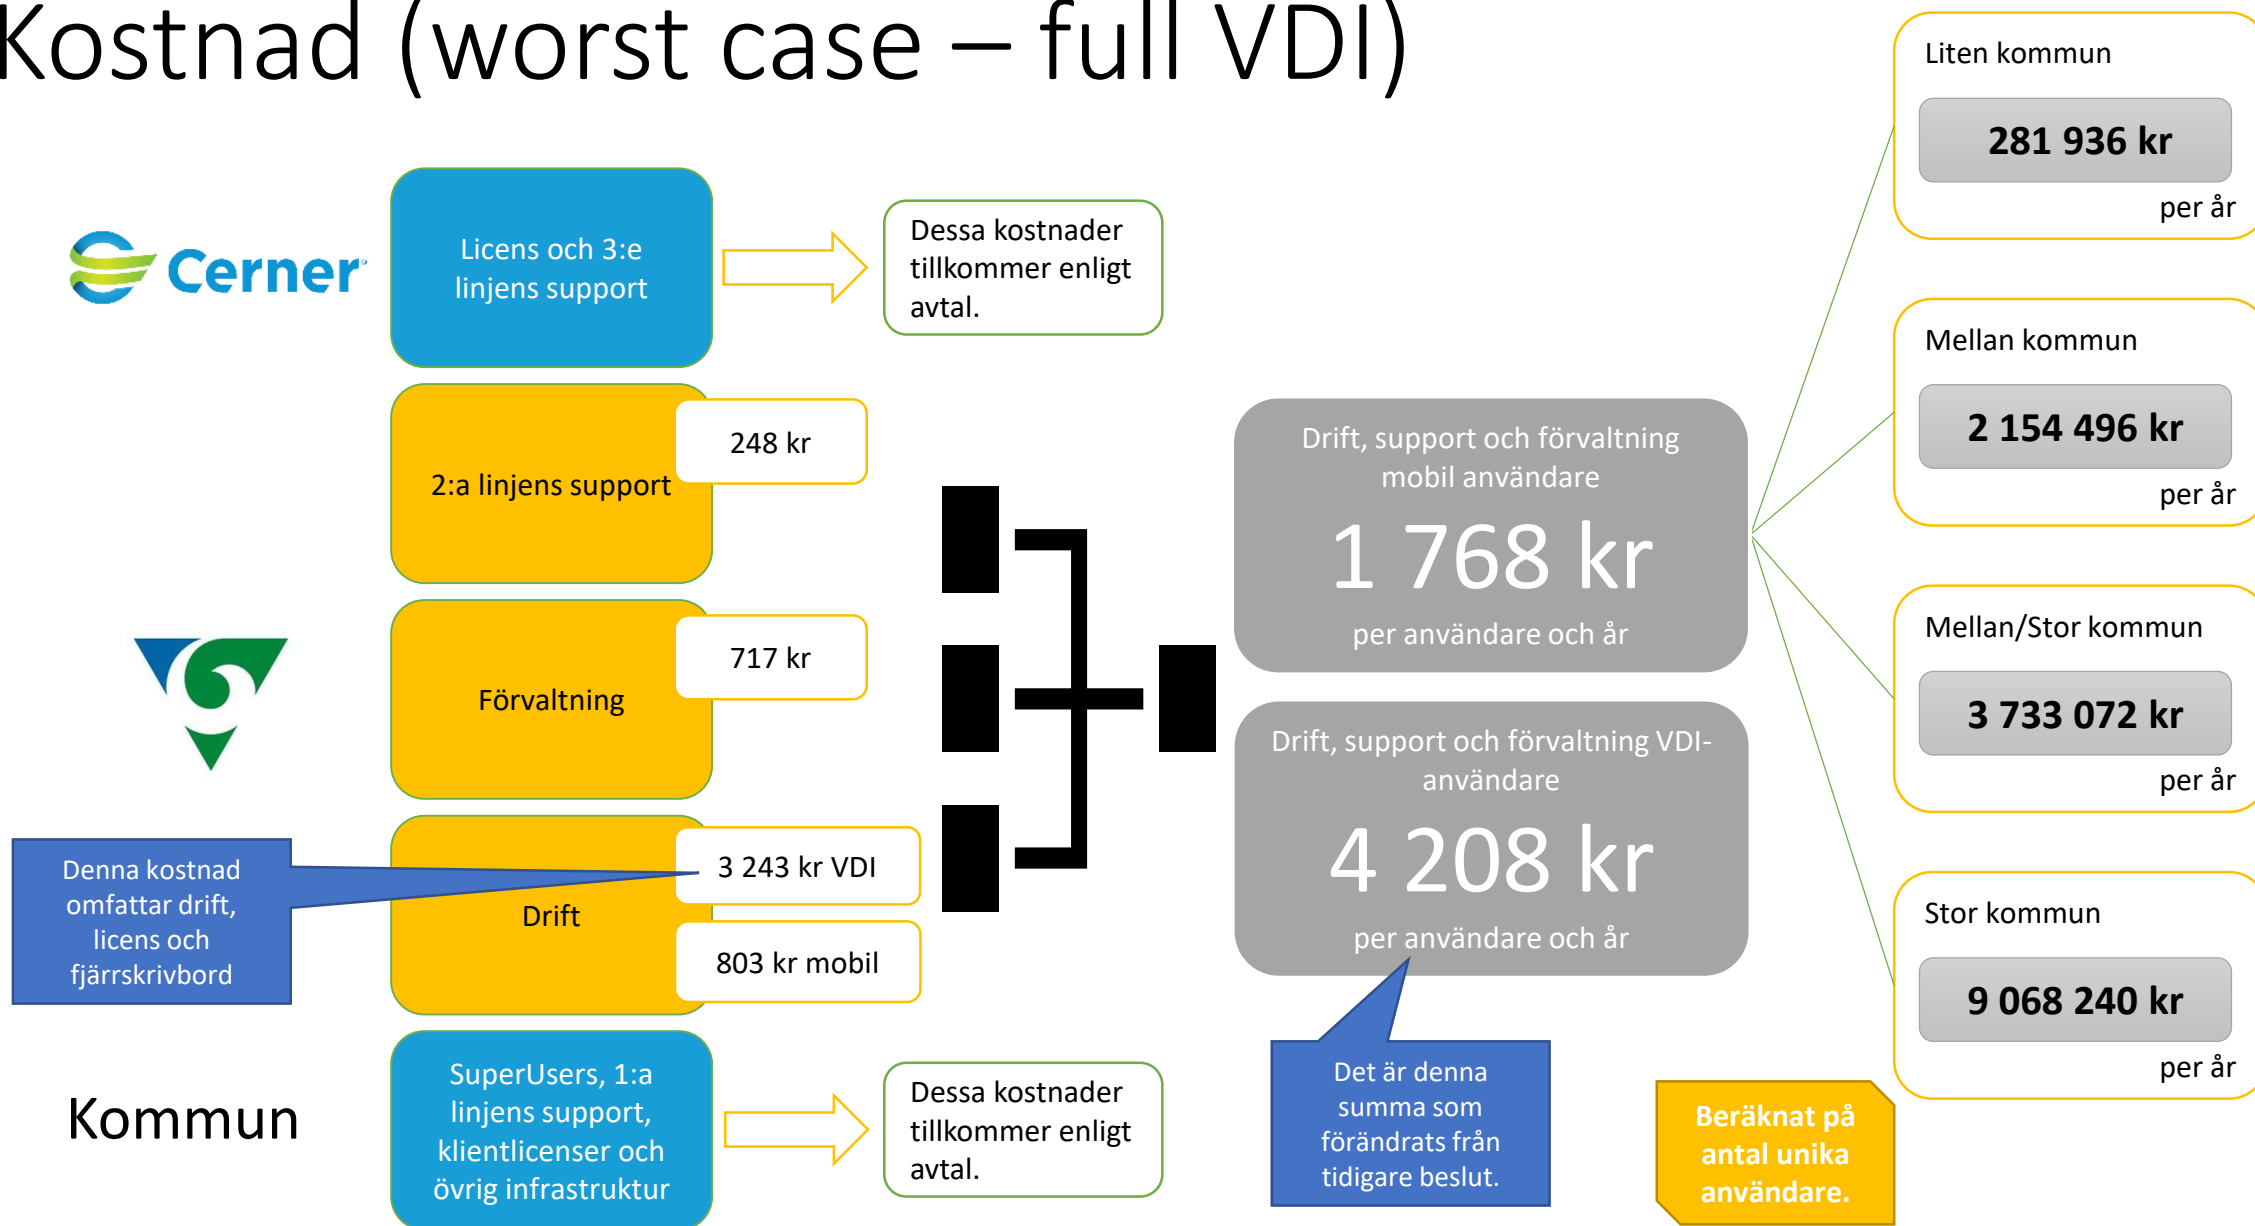 Kostnad (worst case – full VDI)
Cerner
Licens och 3:e
linjens support
Dessa kostnader
tillkommer enligt
avtal.
2:a linjens support
248 kr
Förvaltning
717 kr
Denna kostnad
omfattar drift,
licens och
fjärrskrivbord
Drift
3 243 kr VDI
803 kr mobil
Kommun
SuperUsers, 1:a
linjens support,
klientlicenser och
övrig infrastruktur
Dessa kostnader
tillkommer enligt
avtal.
Drift, support och förvaltning
mobil användare
1 768 kr
per användare och år
Drift, support och förvaltning VDI-
användare
4 208 kr
per användare och år
Det är denna
summa som
förändrats från
tidigare beslut.
Liten kommun
281 936 kr
per år
Mellan kommun
2 154 496 kr
per år
Mellan/Stor kommun
3 733 072 kr
per år
Stor kommun
9 068 240 kr
per år
Beräknat på
antal unika
användare.